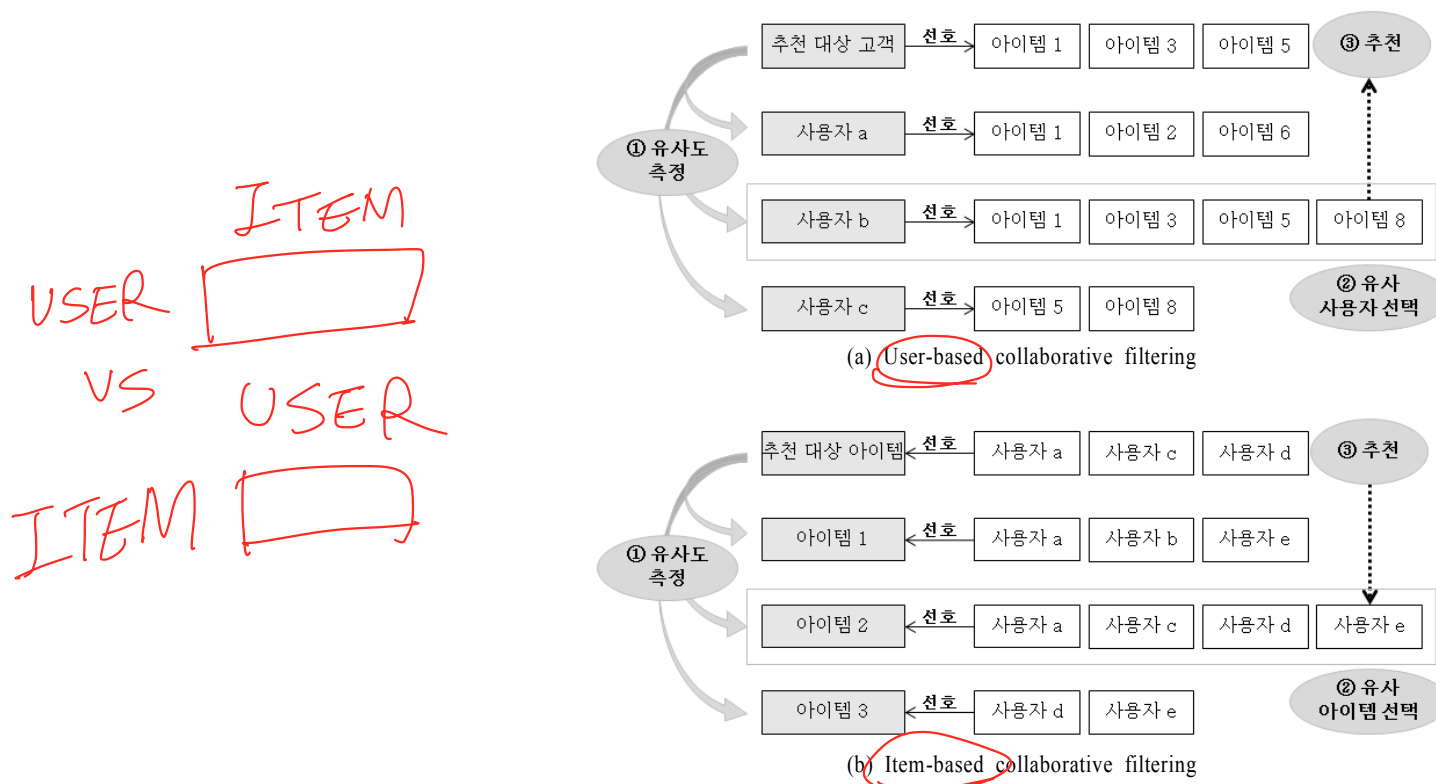 ITEM
USER
VS
USER
ITEM
추천 대상 고객 선호 아이템 1 아이템 3 아이템 5 ③ 추천
사용자 a 선호 아이템 1 아이템 2 아이템 6
① 유사도
측정
사용자 b 선호 아이템 1 아이템 3 아이템 5 아이템 8
② 유사
사용자 선택
사용자 c 선호 아이템 5 아이템 8
(a) User-based collaborative filtering
추천 대상 아이템 선호 사용자 a 사용자 c 사용자 d ③ 추천
아이템 1 선호 사용자 a 사용자 b 사용자 e
① 유사도
측정
아이템 2 선호 사용자 a 사용자 c 사용자 d 사용자 e
② 유사
아이템 선택
아이템 3 선호 사용자 d 사용자 e
(b) Item-based collaborative filtering